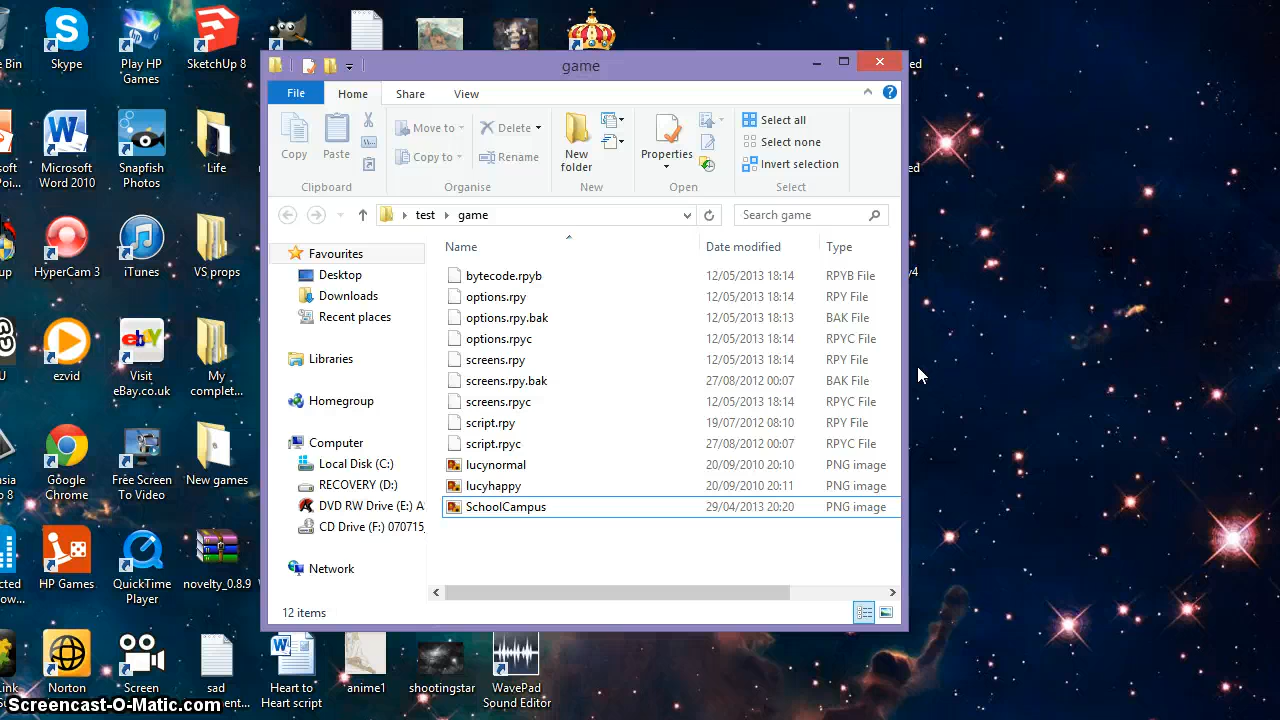 Bin
Skype
Play HP
Games
SketchUp 8
game
File
Home
Share
View
Copy
Paste
Move to
Copy to
Delete
Rename
New
folder
Properties
Select all
Select none
Invert selection
Clipboard
Organise
New
Open
Select
test
game
Search game
Microsoft
Word 2010
Snapfish
Photos
Life
HyperCam 3
iTunes
VS props
ezvid
Visit
eBay.co.uk
My
complet...
Google
Chrome
Free Screen
To Video
New games
HP Games
QuickTime
Player
novelty_0.8.9
Norton
Screen
sad
Favourites
Desktop
Downloads
Recent places
Libraries
Homegroup
Computer
Local Disk (C:)
RECOVERY (D:)
DVD RW Drive (E:) A
CD Drive (F:) 070715_
Network
Name
Date modified
Type
bytecode.rpyb 12/05/2013 18:14 RPYB File
options.rpy 12/05/2013 18:14 RPY File
options.rpy.bak 12/05/2013 18:13 BAK File
options.rpyc 12/05/2013 18:14 RPYC File
screens.rpy 12/05/2013 18:14 RPY File
screens.rpy.bak 27/08/2012 00:07 BAK File
screens.rpyc 12/05/2013 18:14 RPYC File
script.rpy 19/07/2012 08:10 RPY File
script.rpyc 27/08/2012 00:07 RPYC File
lucynormal 20/09/2010 20:10 PNG image
lucyhappy 20/09/2010 20:11 PNG image
SchoolCampus 29/04/2013 20:20 PNG image
12 items
Heart to
Heart script
anime1
shootingstar
WavePad
Sound Editor
Screencast-O-Matic.com